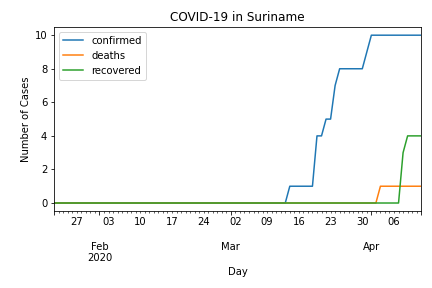 COVID-19 in Suriname
confirmed
deaths
recovered
Number of Cases
10
8
6
4
2
0
27 03 10 17 24 02 09 16 23 30 06
Feb Mar Apr
2020
Day